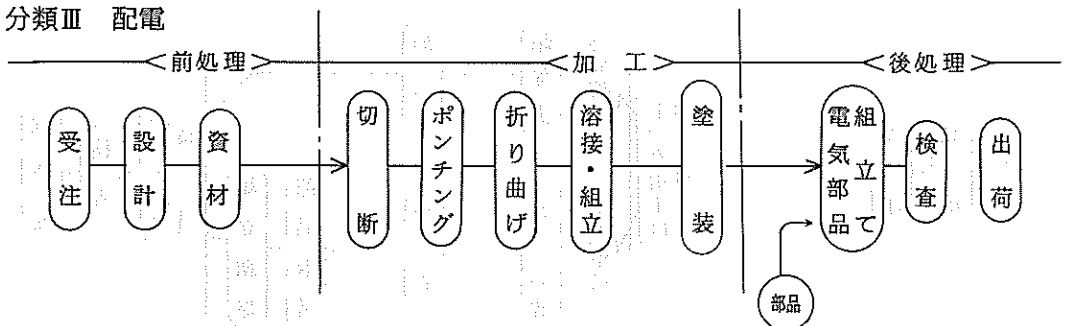 分類Ⅲ 配電
<前処理> <加工> <後処理>
受注
設計
資材
切断
ポンチング
折り曲げ
溶接・組立
塗装
電気部品組立て
検査
出荷
部品